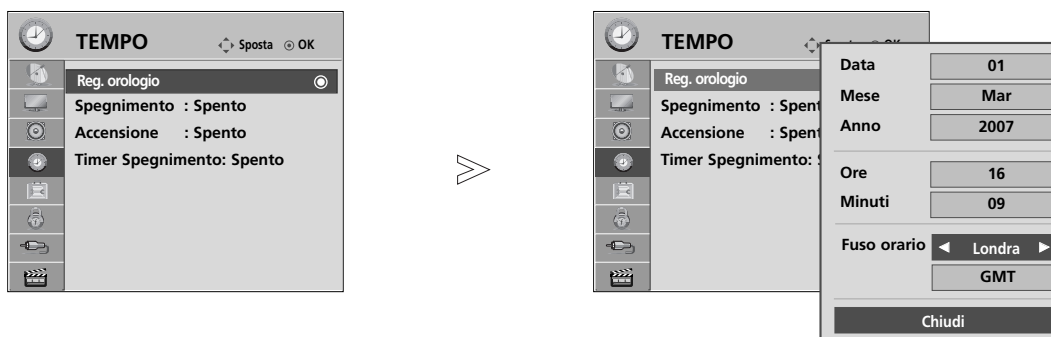 TEMPO Sposta OK
Reg. orologio
Spegnimento : Spento
Accensione : Spento
Timer Spegnimento: Spento
TEMPO
Reg. orologio
Spegnimento : Spent
Accensione : Spent
Timer Spegnimento:
Data 01
Mese Mar
Anno 2007
Ore 16
Minuti 09
Fuso orario Londra
GMT
Chiudi